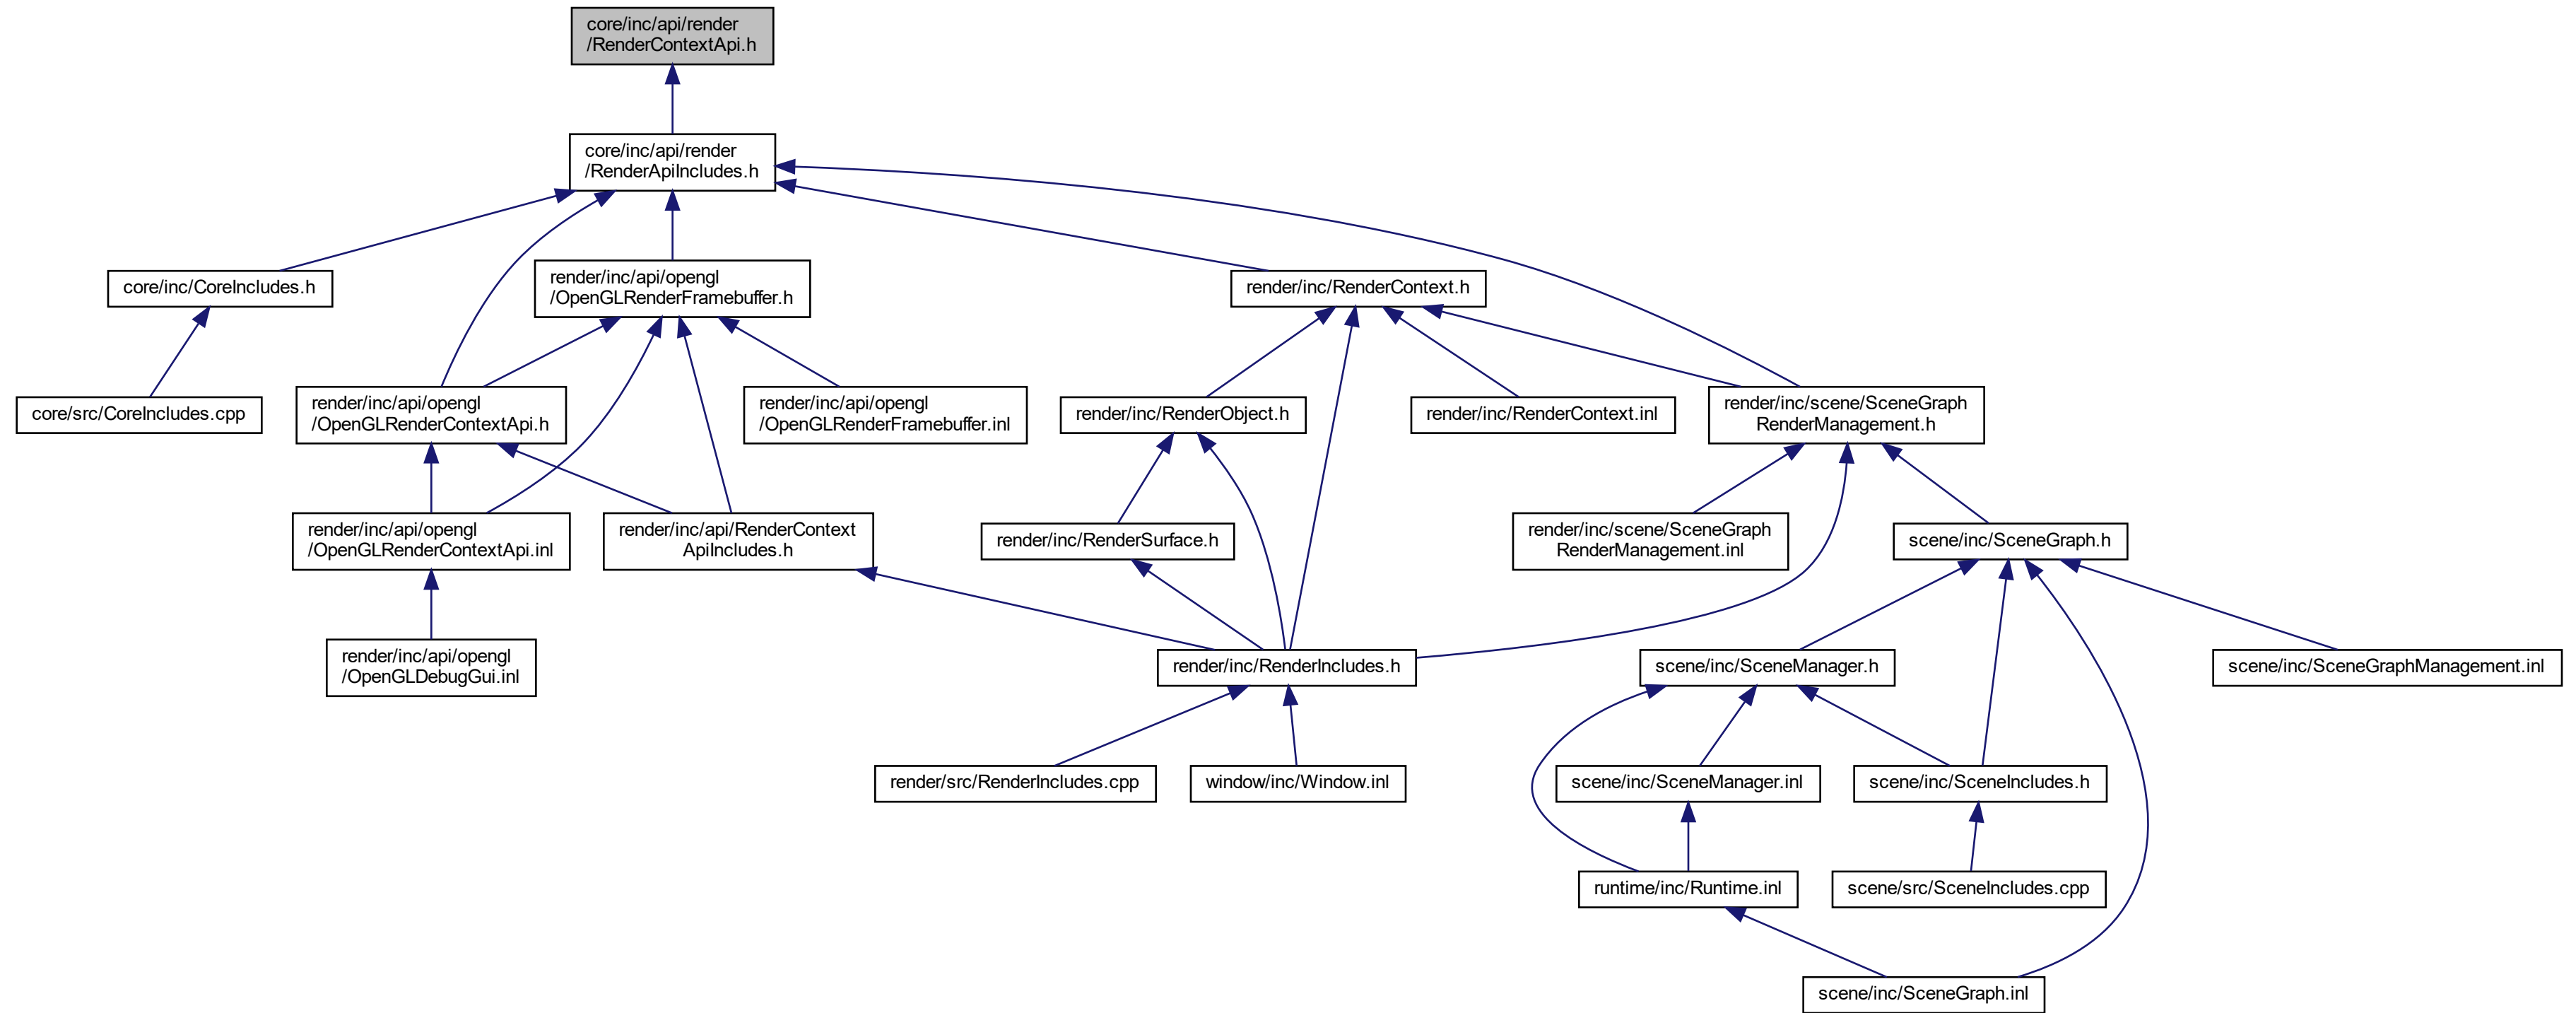 core/inc/api/render
/RenderContextApi.h
core/inc/api/render
/RenderApiIncludes.h
core/inc/CoreIncludes.h
render/inc/api/opengl
/OpenGLRenderFramebuffer.h
render/inc/RenderContext.h
core/src/CoreIncludes.cpp
render/inc/api/opengl
/OpenGLRenderContextApi.h
render/inc/api/opengl
/OpenGLRenderFramebuffer.inl
render/inc/RenderObject.h
render/inc/RenderContext.inl
render/inc/scene/SceneGraph
RenderManagement.h
render/inc/api/opengl
/OpenGLRenderContextApi.inl
render/inc/api/RenderContext
ApiIncludes.h
render/inc/RenderSurface.h
render/inc/scene/SceneGraph
RenderManagement.inl
scene/inc/SceneGraph.h
render/inc/api/opengl
/OpenGLDebugGui.inl
render/inc/RenderIncludes.h
scene/inc/SceneManager.h
scene/inc/SceneGraphManagement.inl
render/src/RenderIncludes.cpp
window/inc/Window.inl
scene/inc/SceneManager.inl
scene/inc/SceneIncludes.h
runtime/inc/Runtime.inl
scene/src/SceneIncludes.cpp
scene/inc/SceneGraph.inl